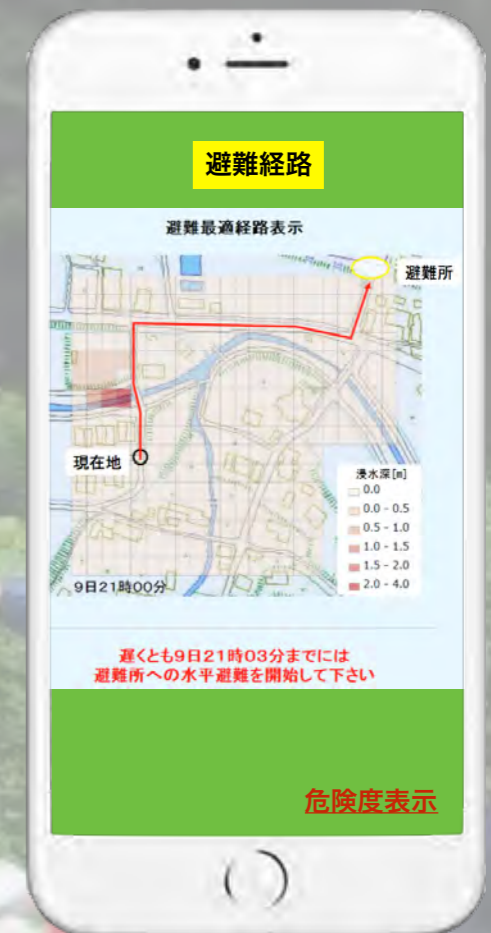 避難経路
避難最適経路表示
避難所
現在地
浸水深[m]
0.0
0.0 - 0.5
0.5 - 1.0
1.0 - 1.5
1.5 - 2.0
2.0 - 4.0
9日21時00分
遅くとも9日21時03分までには
避難所への水平避難を開始して下さい
危険度表示